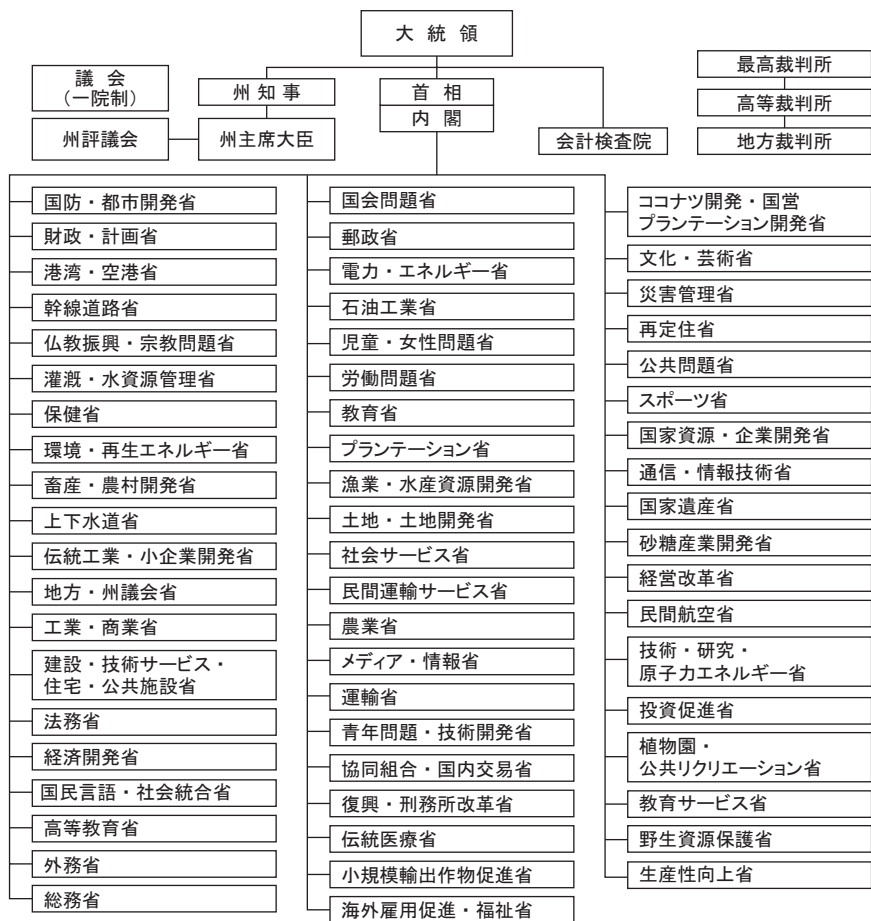 大 統 領
議 会
(一院制)
州 知 事
首 相
内 閣
最高裁判所
高等裁判所
州評議会
州主席大臣
会計検査院
地方裁判所
国防・都市開発省
財政・計画省
港湾・空港省
幹線道路省
仏教振興・宗教問題省
灌漑・水資源管理省
保健省
環境・再生エネルギー省
畜産・農村開発省
上下水道省
伝統工業・小企業開発省
地方・州議会省
工業・商業省
建設・技術サービス・
住宅・公共施設省
法務省
経済開発省
国民言語・社会統合省
高等教育省
外務省
総務省
国会問題省
郵政省
電力・エネルギー省
石油工業省
児童・女性問題省
労働問題省
教育省
プランテーション省
漁業・水産資源開発省
土地・土地開発省
社会サービス省
民間運輸サービス省
農業省
メディア・情報省
運輸省
青年問題・技術開発省
協同組合・国内交易省
復興・刑務所改革省
伝統医療省
小規模輸出作物促進省
海外雇用促進・福祉省
ココナツ開発・国営
プランテーション開発省
文化・芸術省
災害管理省
再定住省
公共問題省
スポーツ省
国家資源・企業開発省
通信・情報技術省
国家遺産省
砂糖産業開発省
経営改革省
民間航空省
技術・研究・
原子力エネルギー省
投資促進省
植物園・
公共リクリエーション省
教育サービス省
野生資源保護省
生産性向上省